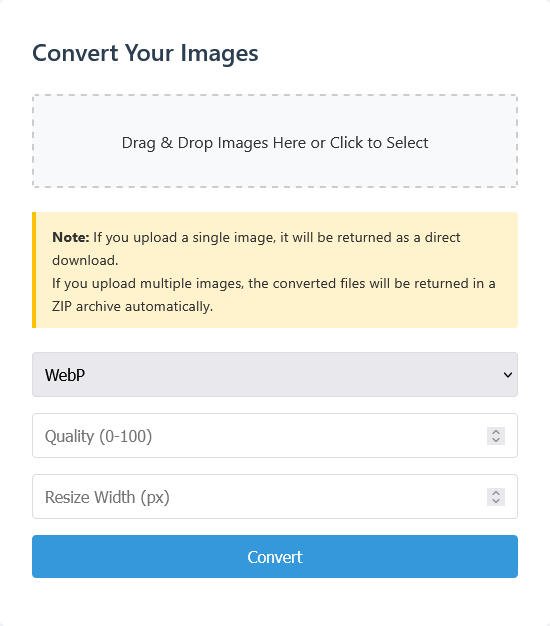 Convert Your Images
Drag & Drop Images Here or Click to Select
Note: If you upload a single image, it will be returned as a direct
download.
If you upload multiple images, the converted files will be returned in a
ZIP archive automatically.
WebP
Quality (0-100)
Resize Width (px)
Convert